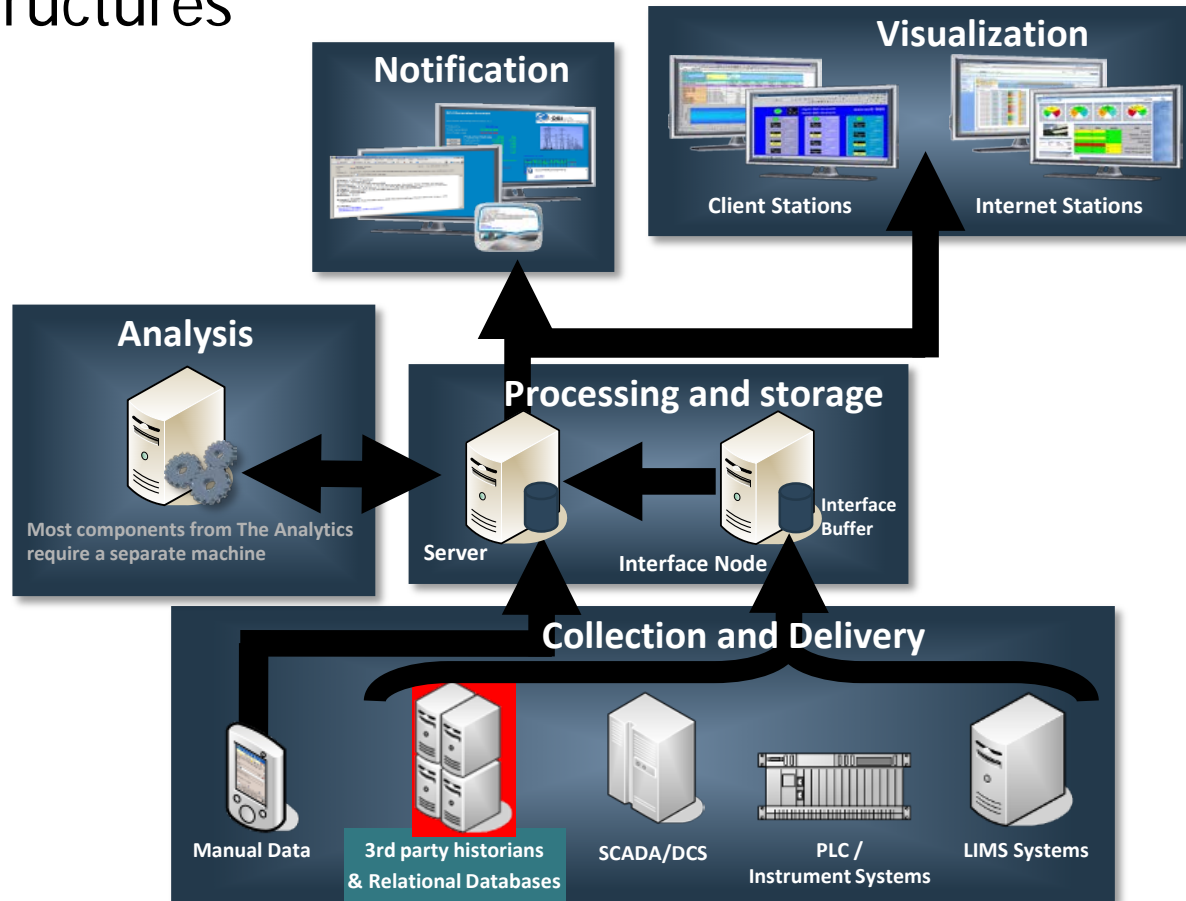 ructures
Visualization
Notification
Client Stations
Internet Stations
Analysis
Most components from The Analytics
require a separate machine
Processing and storage
Server
Interface Node
Interface
Buffer
Collection and Delivery
Manual Data
3rd party historians
& Relational Databases
SCADA/DCS
PLC /
Instrument Systems
LIMS Systems